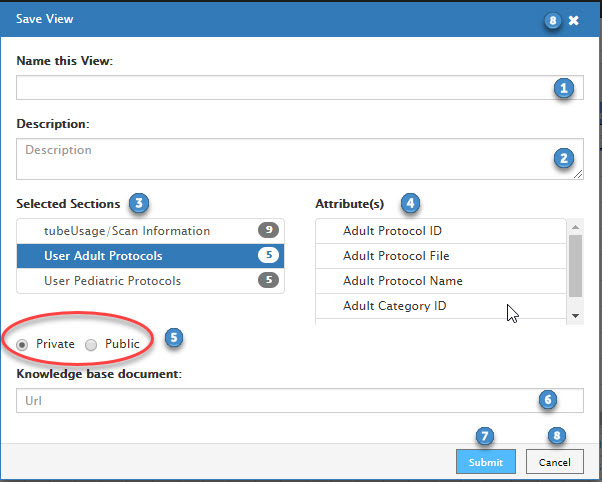 Save View 8 ✖
Name this View:
1
Description:
Description 2
Selected Sections 3 Attribute(s) 4
tubeUsage/Scan Information 9 Adult Protocol ID
User Adult Protocols 5 Adult Protocol File
User Pediatric Protocols 5 Adult Protocol Name
Adult Category ID
Private Public 5
Knowledge base document:
Url 6
7 8
Submit Cancel